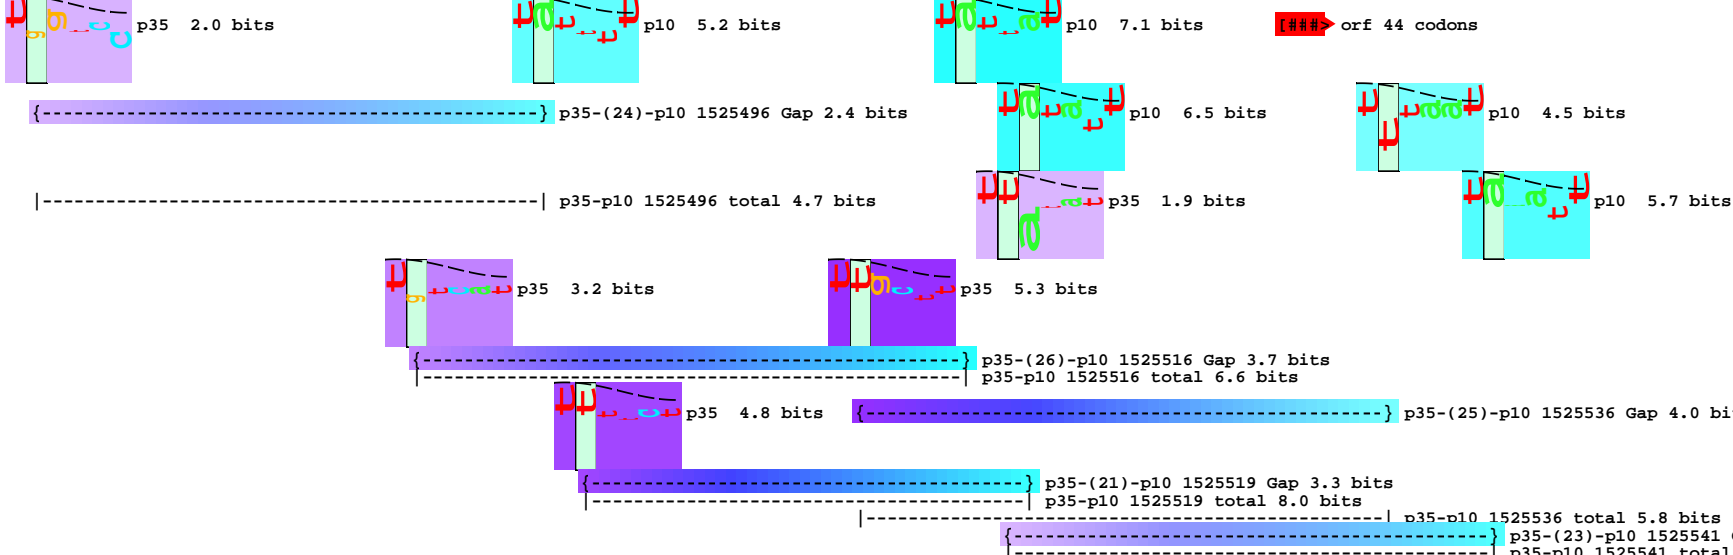 p35 2.0 bits
p10 5.2 bits
p10 7.1 bits
[###> orf 44 codons
{------------------------------------------------} p35-(24)-p10 1525496 Gap 2.4 bits
p10 6.5 bits
p10 4.5 bits
|------------------------------------------------| p35-p10 1525496 total 4.7 bits
p35 1.9 bits
p10 5.7 bits
p35 3.2 bits
p35 5.3 bits
{----------------------------------------------------} p35-(26)-p10 1525516 Gap 3.7 bits
|----------------------------------------------------| p35-p10 1525516 total 6.6 bits
p35 4.8 bits
{--------------------------------------------------} p35-(25)-p10 1525536 Gap 4.0
{------------------------------------------} p35-(21)-p10 1525519 Gap 3.3 bits
|------------------------------------------| p35-p10 1525519 total 8.0 bits
|--------------------------------------------------| p35-p10 1525536 total 5.8 bits
{----------------------------------------------} p35-(23)-p10 1525541
|----------------------------------------------| p35-p10 1525541